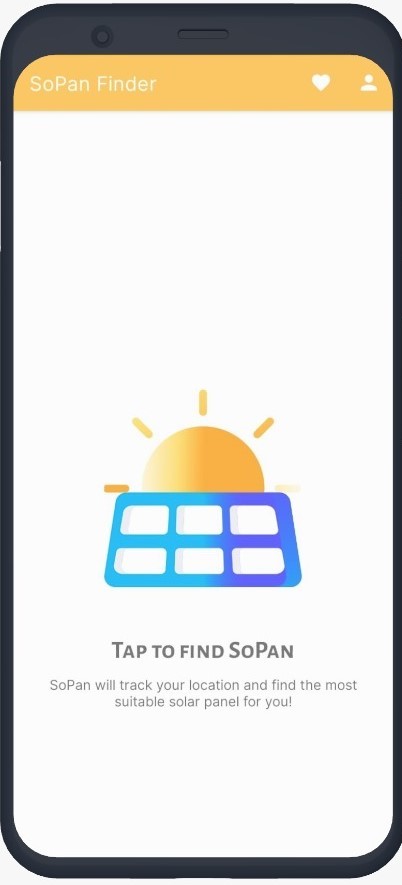 SoPan Finder
Tap to find SoPan
SoPan will track your location and find the most
suitable solar panel for you!